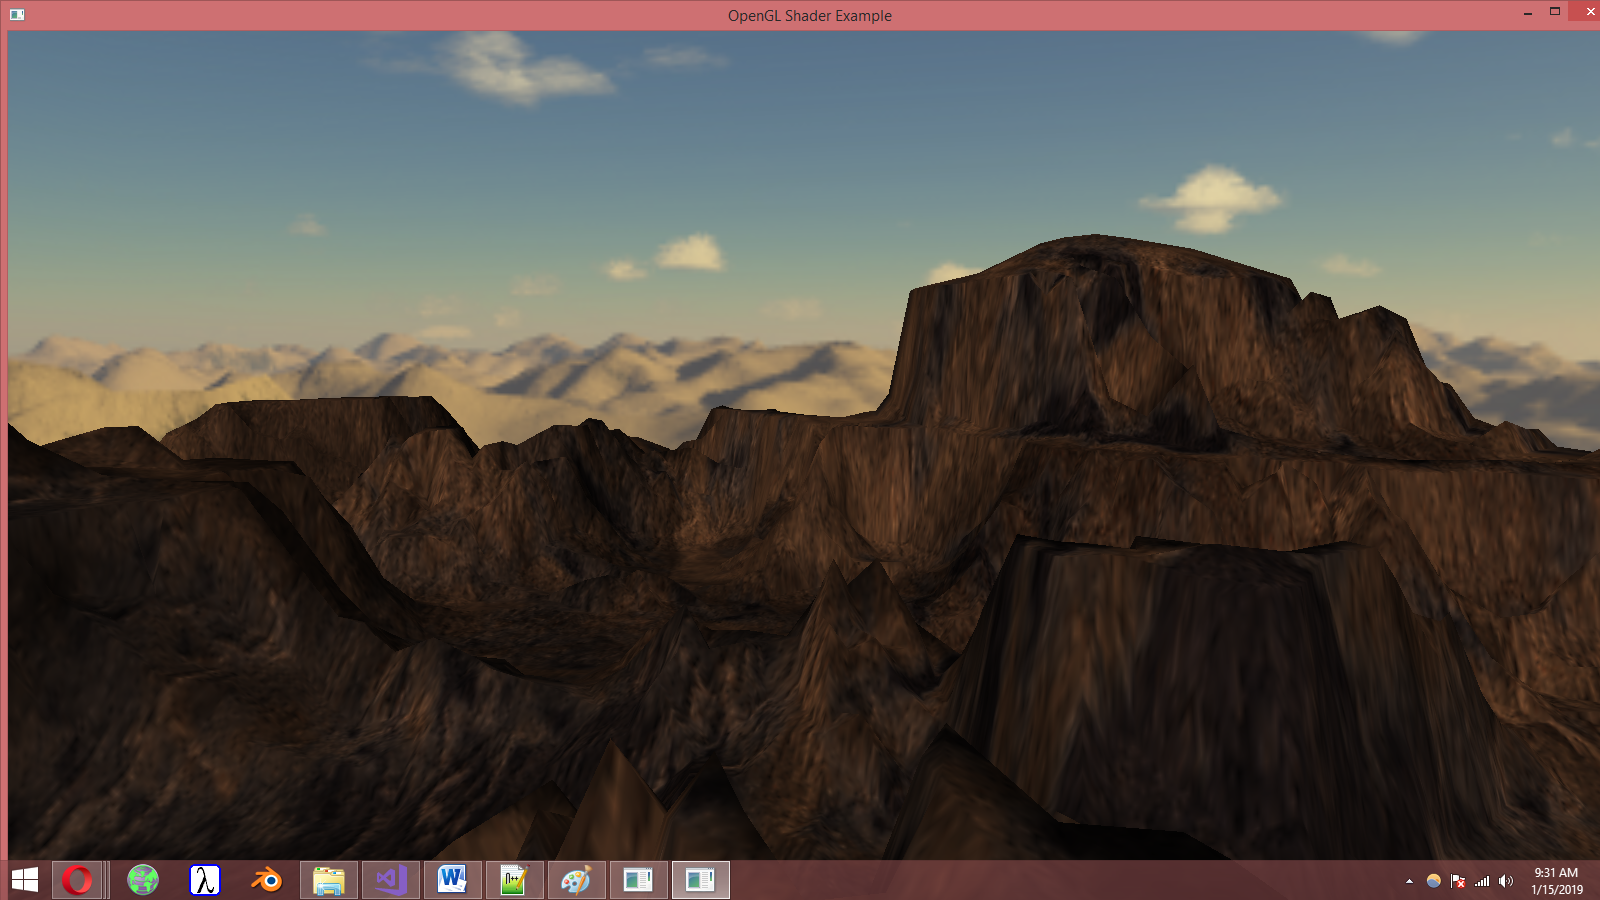 OpenGL Shader Example
W
λ
n++
9:31 AM
1/15/2019